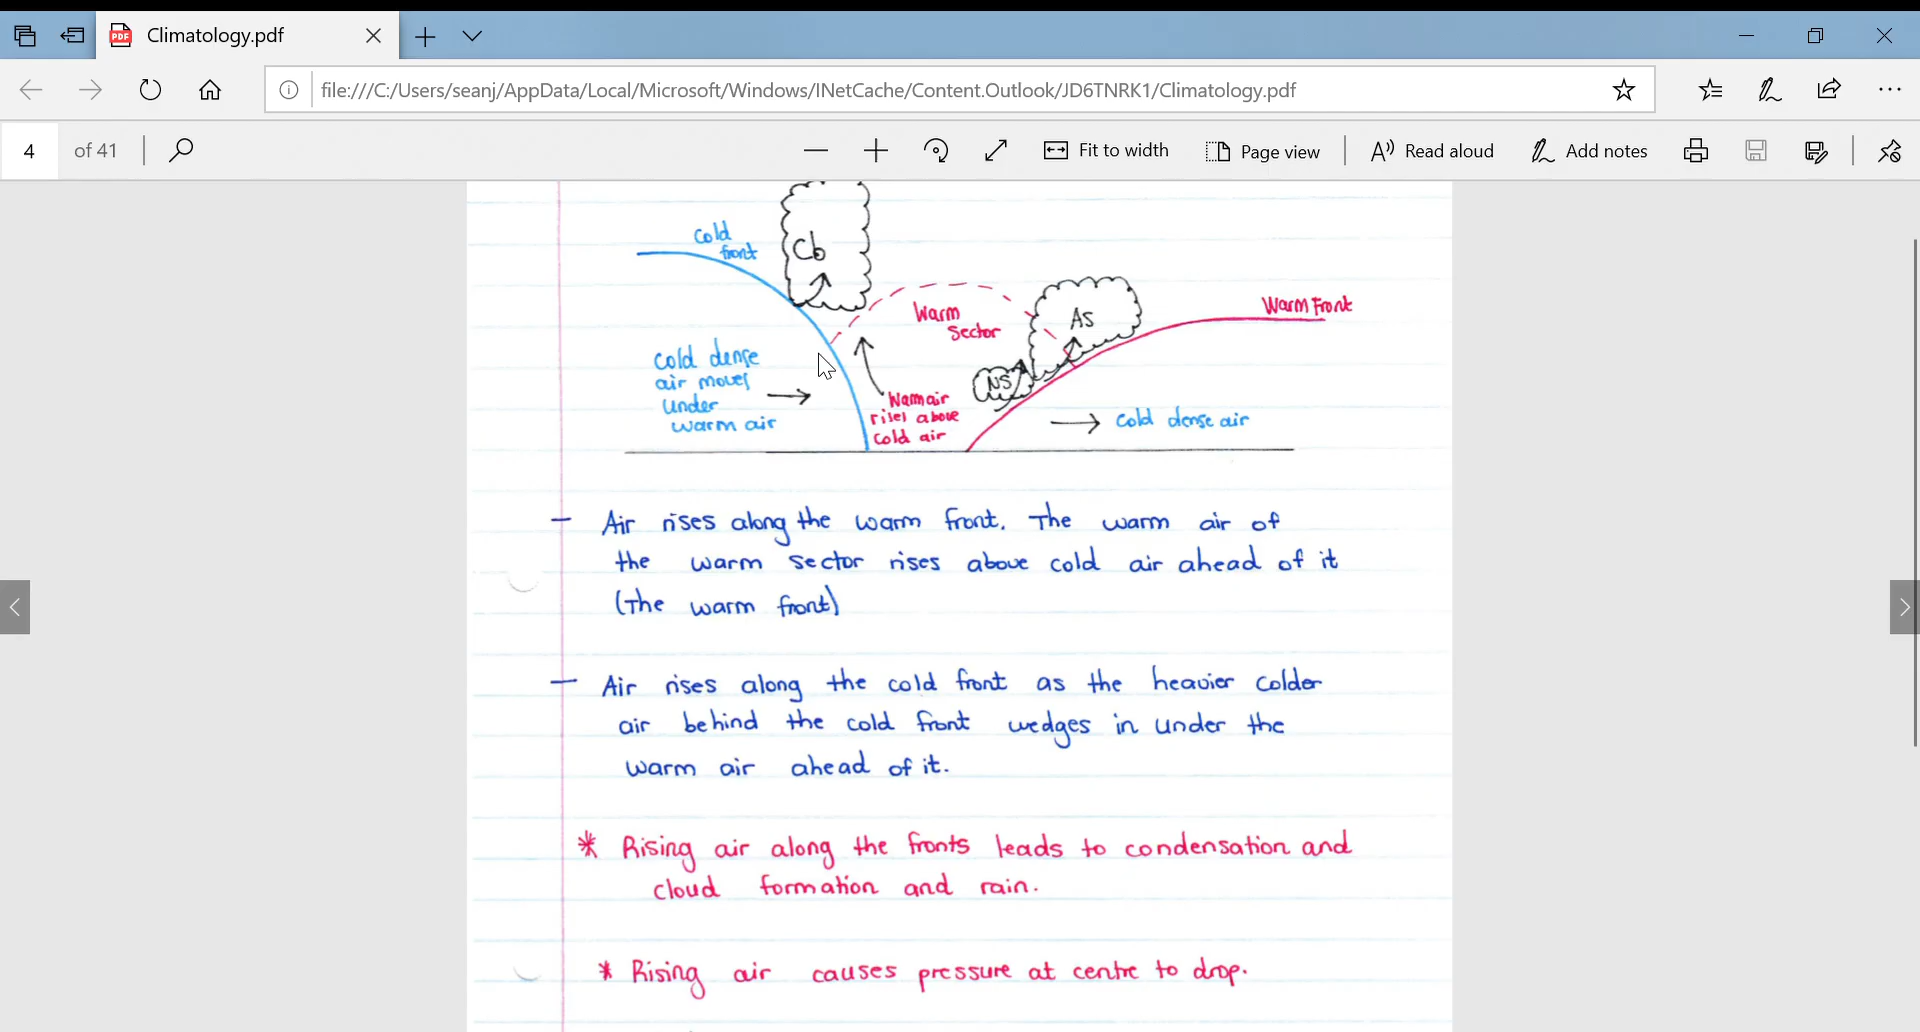 Climatology.pdf
file:///C:/Users/seanj/AppData/Local/Microsoft/Windows/INetCache/Content.Outlook/JD6TNRK1/Climatology.pdf
4 of 41
Fit to width
Page view
Read aloud
Add notes
Cold
front
Cb
Warm
Sector
As
Warm Front
Ns
Cold dense
air moves
under
warm air
Warm air
rises above
cold air
Cold dense air
- Air rises along the warm front. The warm air of
the warm sector rises above cold air ahead of it
(The warm front)
- Air rises along the cold front as the heavier colder
air behind the cold front wedges in under the
warm air ahead of it.
* Rising air along the fronts leads to condensation and
cloud formation and rain.
* Rising air causes pressure at centre to drop.